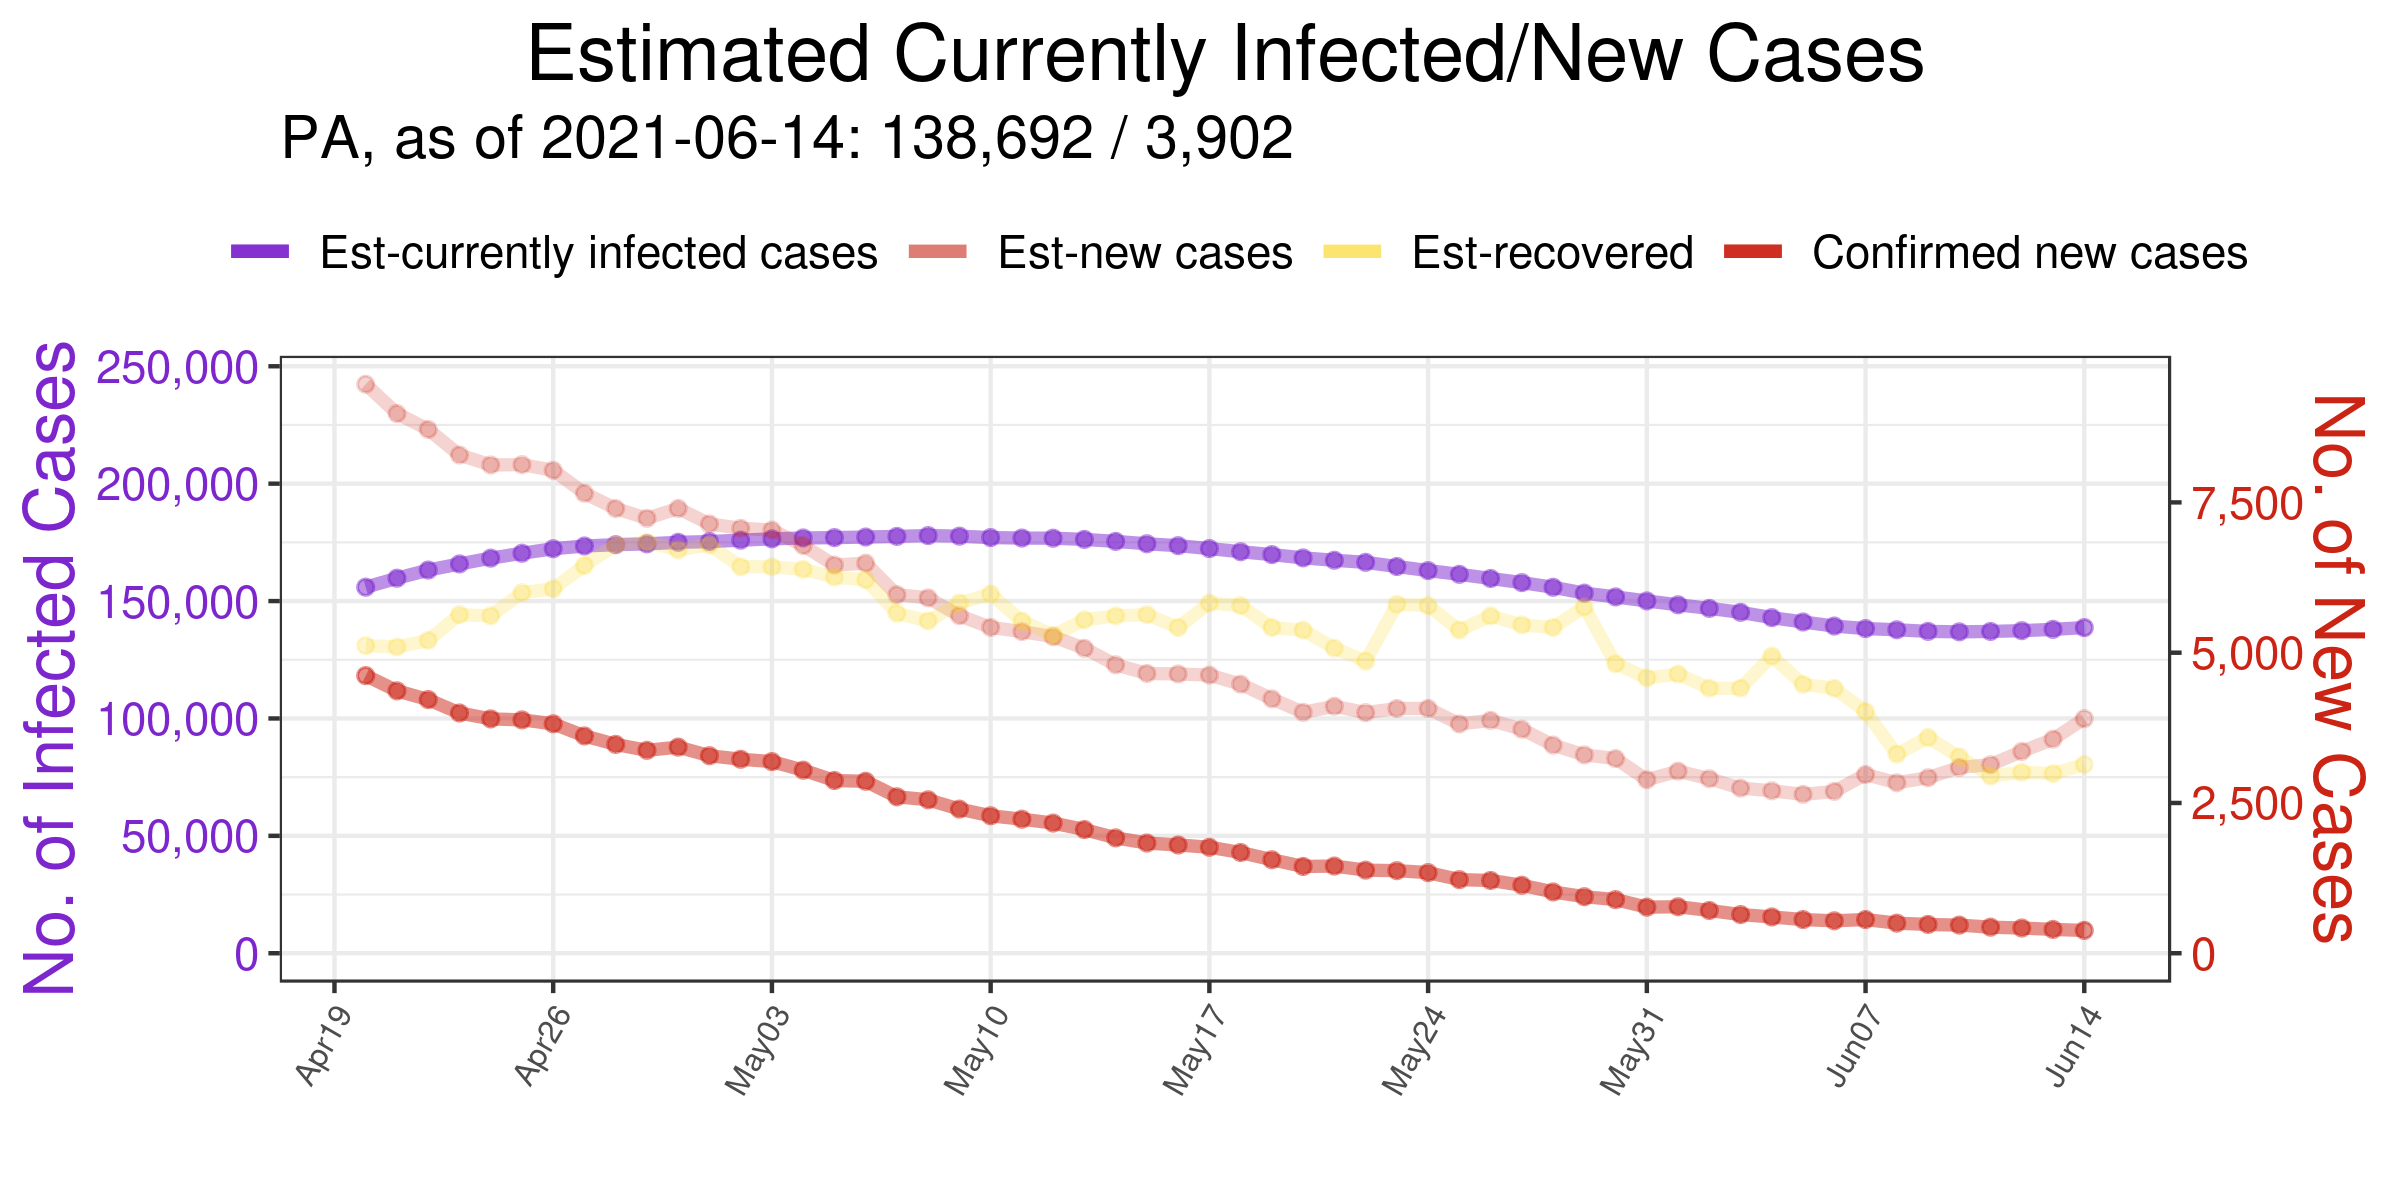 Estimated Currently Infected/New Cases
PA, as of 2021-06-14: 138,692 / 3,902
Est-currently infected cases Est-new cases Est-recovered Confirmed new cases
No. of Infected Cases
250,000
200,000
150,000
100,000
50,000
0
7,500
5,000
2,500
0
No. of New Cases
Apr19 Apr26 May03 May10 May17 May24 May31 Jun07 Jun14